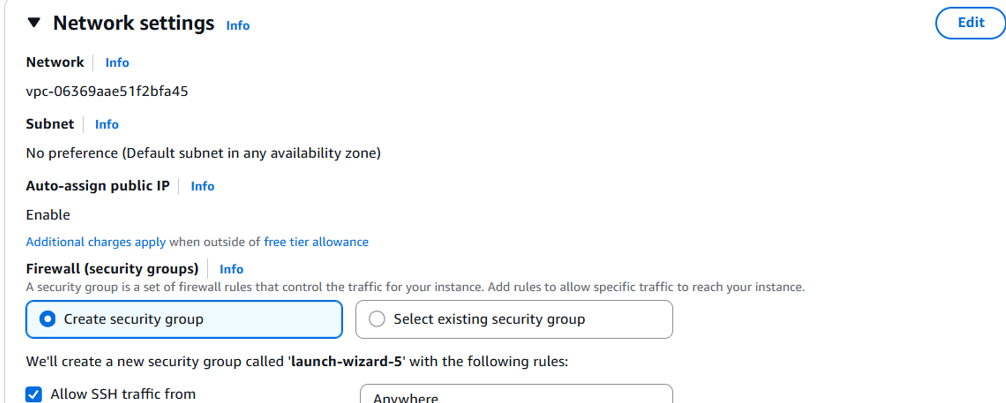 Network settings Info
Edit
Network Info
vpc-06369aae51f2bfa45
Subnet Info
No preference (Default subnet in any availability zone)
Auto-assign public IP Info
Enable
Additional charges apply when outside of free tier allowance
Firewall (security groups) Info
A security group is a set of firewall rules that control the traffic for your instance. Add rules to allow specific traffic to reach your instance.
Create security group
Select existing security group
We'll create a new security group called 'launch-wizard-5' with the following rules:
Allow SSH traffic from
Anywhere